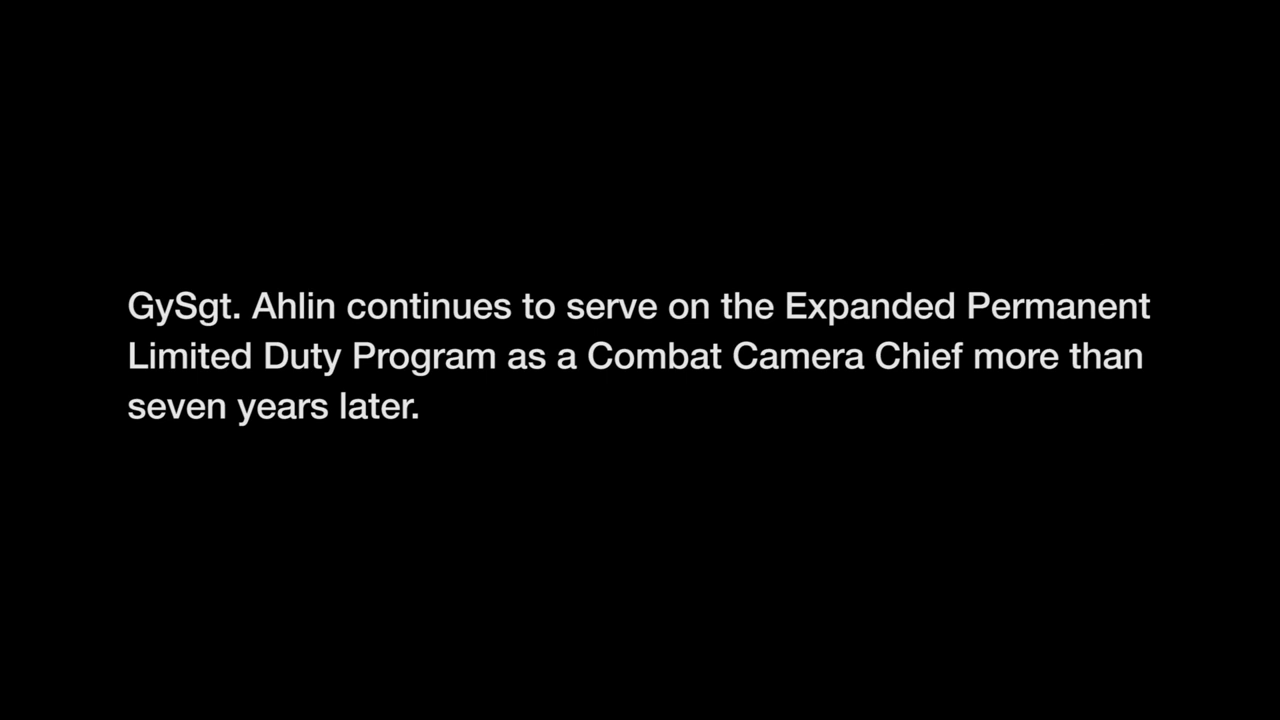 GySgt. Ahlin continues to serve on the Expanded Permanent
Limited Duty Program as a Combat Camera Chief more than
seven years later.